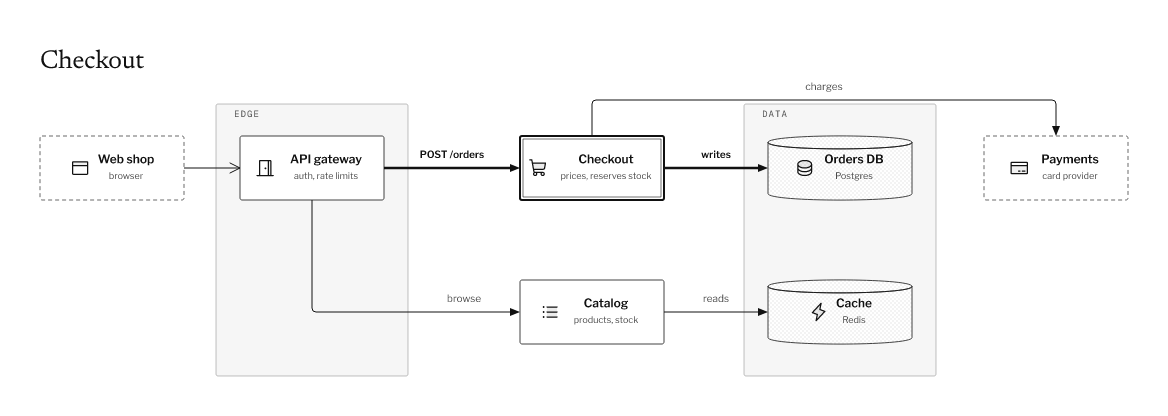 Checkout
charges
EDGE
DATA
Web shop
browser
API gateway
auth, rate limits
POST /orders
Checkout
prices, reserves stock
writes
Orders DB
Postgres
Payments
card provider
browse
Catalog
products, stock
reads
Cache
Redis